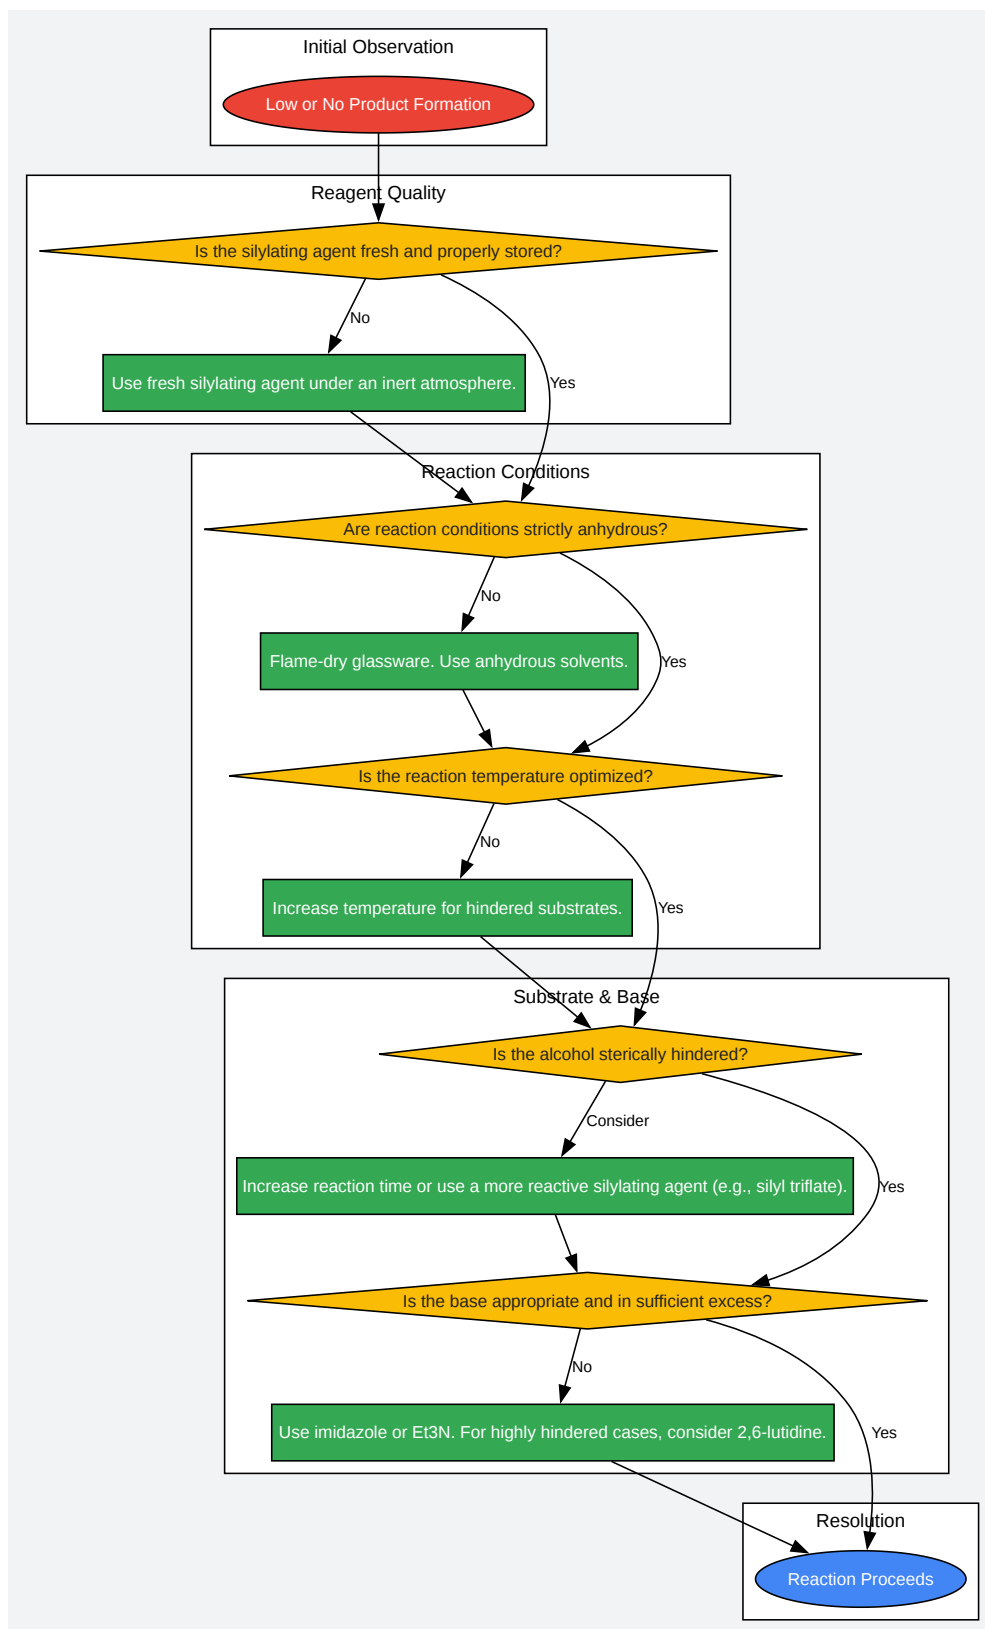 Initial Observation
Low or No Product Formation
Reagent Quality
Is the silylating agent fresh and properly stored?
No
Use fresh silylating agent under an inert atmosphere.
Yes
Reaction Conditions
Are reaction conditions strictly anhydrous?
No
Flame-dry glassware. Use anhydrous solvents.
Yes
Is the reaction temperature optimized?
No
Increase temperature for hindered substrates.
Yes
Substrate & Base
Is the alcohol sterically hindered?
Consider
Increase reaction time or use a more reactive silylating agent (e.g., silyl triflate).
Yes
Is the base appropriate and in sufficient excess?
No
Use imidazole or Et3N. For highly hindered cases, consider 2,6-lutidine.
Yes
Resolution
Reaction Proceeds